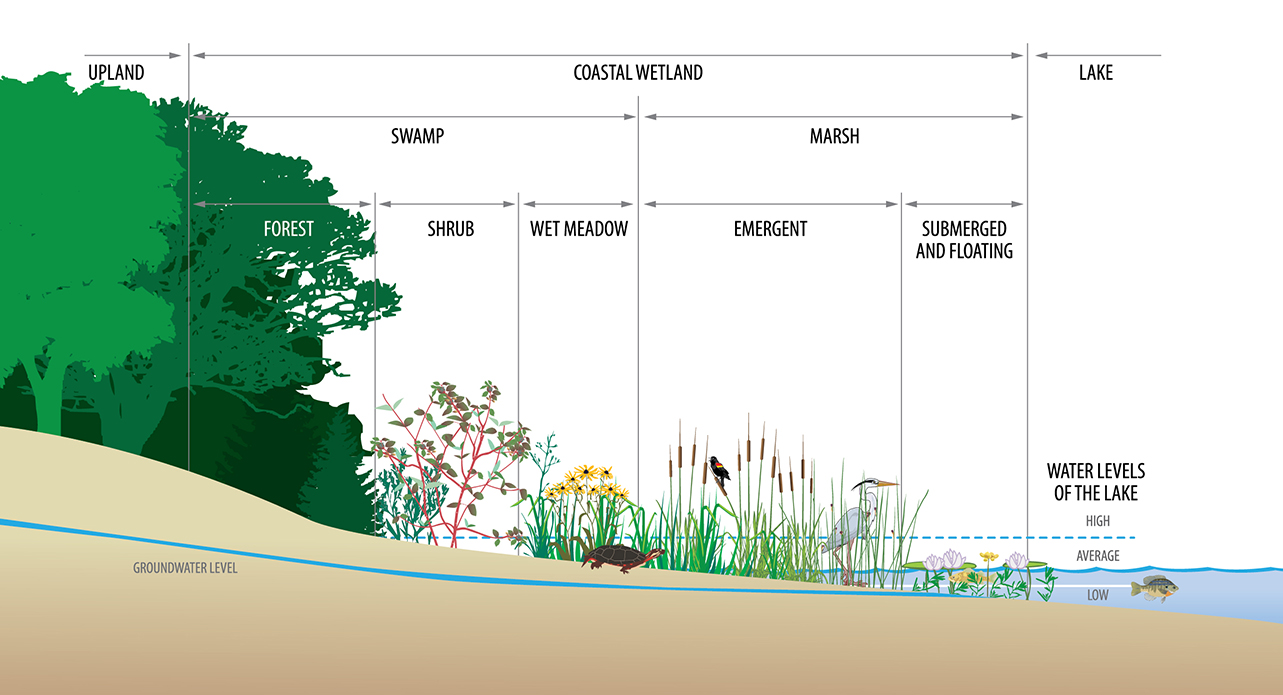 UPLAND
COASTAL WETLAND
LAKE
SWAMP
MARSH
FOREST
SHRUB
WET MEADOW
EMERGENT
SUBMERGED
AND FLOATING
WATER LEVELS
OF THE LAKE
HIGH
AVERAGE
LOW
GROUNDWATER LEVEL